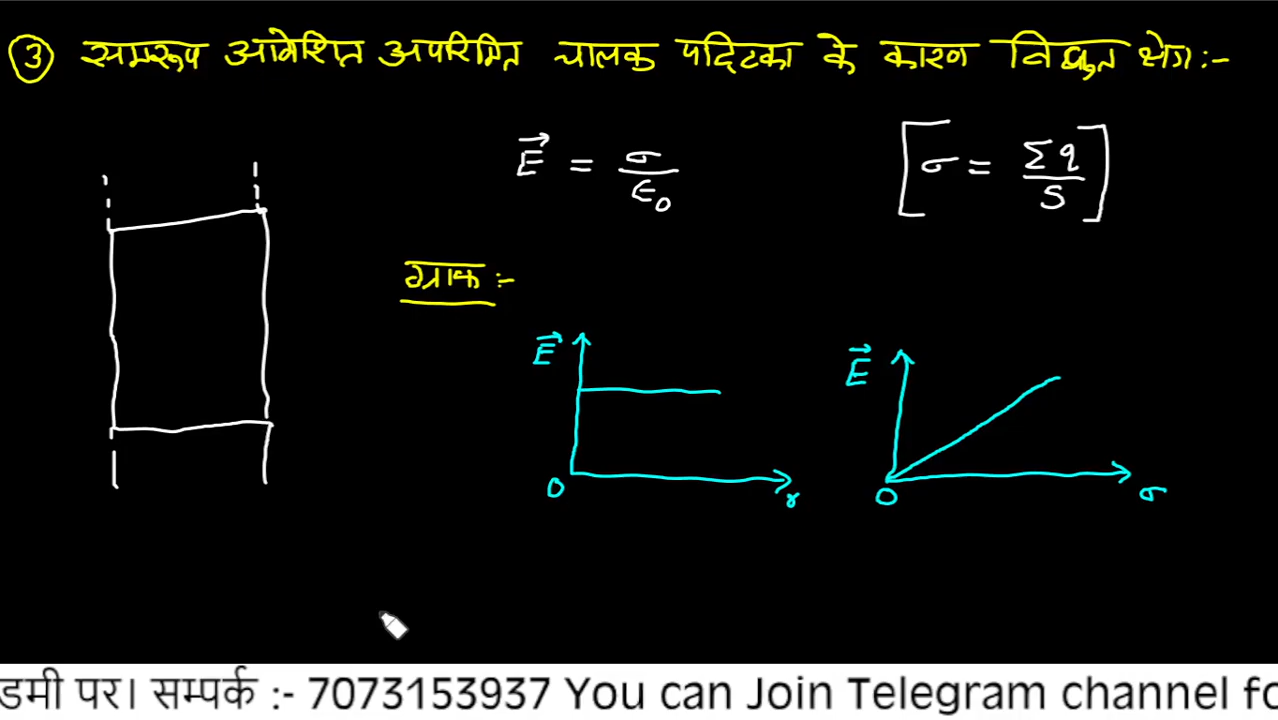 ③ समरूप आवेशित अपरिमित चालक पट्टिका के कारण विद्युत क्षेत्र :-
E⃗ = σ/ε₀ [σ = Σq/S]
ग्राफ :-
E⃗ E⃗
0 r 0 σ
डमी पर। सम्पर्क :- 7073153937 You can Join Telegram channel fo